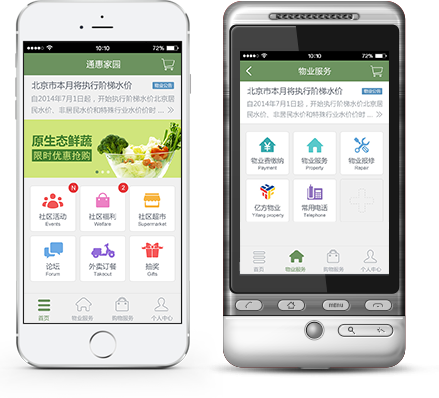 10:10
72%
通惠家园
北京市本月将执行阶梯水价
物业公告
自2014年7月1日起，开始执行阶梯水价北京居
民水价、非居民水价和特殊行业水价价时 ...
原生态鲜蔬
限时优惠抢购
N
2
社区活动
社区福利
社区超市
Events
Welfare
Supermarket
论坛
外卖订餐
抽奖
Forum
Takeout
Gifts
首页
物业服务
购物服务
个人中心
10:10
72%
物业服务
北京市本月将执行阶梯水价
物业公告
自2014年7月1日起，开始执行阶梯水价北京居
民水价、非居民水价和特殊行业水价价时 ...
物业费缴纳
物业服务
物业报修
Payment
Property
Repair
亿方物业
常用电话
Yifang property
Telephone
首页
物业服务
购物服务
个人中心
MENU